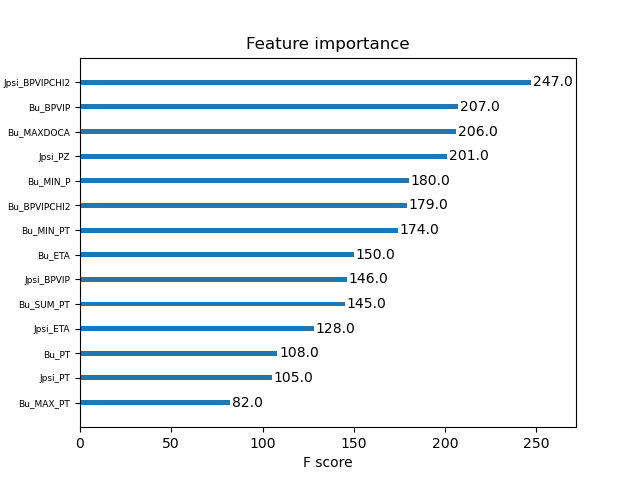 Feature importance
Jpsi_BPVIPCHI2 247.0
Bu_BPVIP 207.0
Bu_MAXDOCA 206.0
Jpsi_PZ 201.0
Bu_MIN_P 180.0
Bu_BPVIPCHI2 179.0
Bu_MIN_PT 174.0
Bu_ETA 150.0
Jpsi_BPVIP 146.0
Bu_SUM_PT 145.0
Jpsi_ETA 128.0
Bu_PT 108.0
Jpsi_PT 105.0
Bu_MAX_PT 82.0
0 50 100 150 200 250
F score